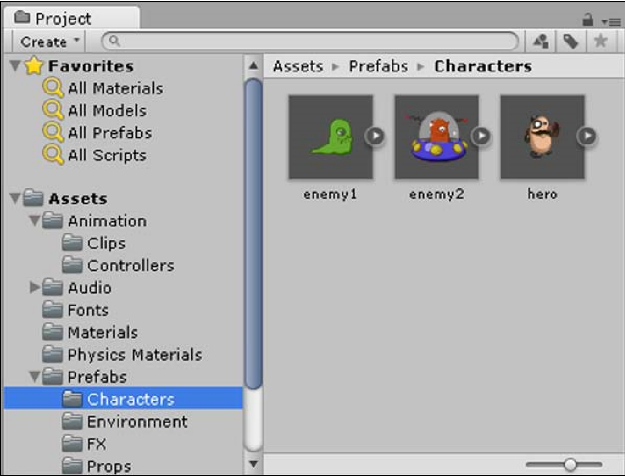 Project
Create
Favorites
All Materials
All Models
All Prefabs
All Scripts
Assets
Animation
Clips
Controllers
Audio
Fonts
Materials
Physics Materials
Prefabs
Characters
Environment
FX
Props
Assets Prefabs Characters
enemy1 enemy2 hero